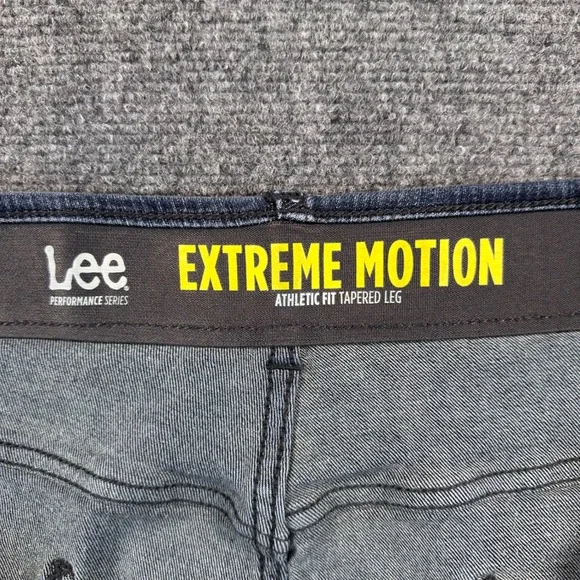 Lee
PERFORMANCE SERIES
EXTREME MOTION
ATHLETIC FIT TAPERED LEG